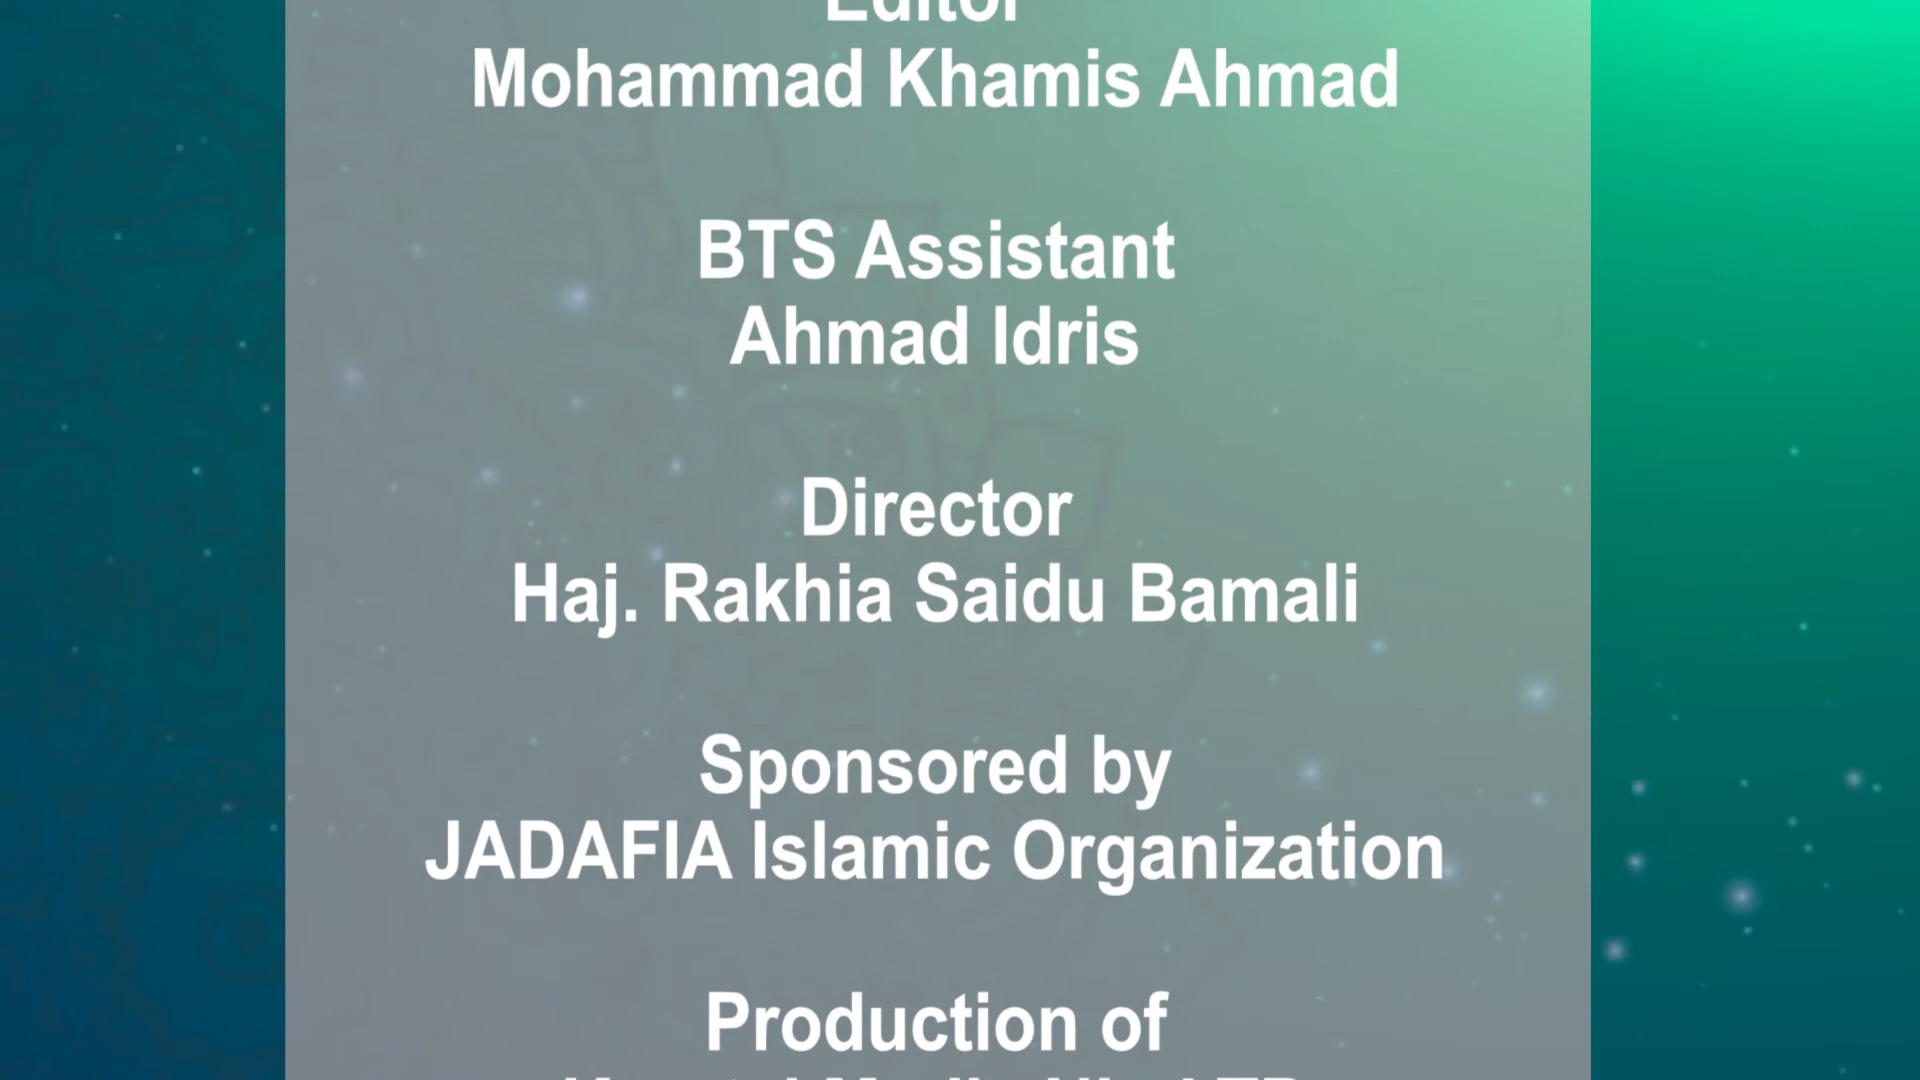 Editor
Mohammad Khamis Ahmad
BTS Assistant
Ahmad Idris
Director
Haj. Rakhia Saidu Bamali
Sponsored by
JADAFIA Islamic Organization
Production of